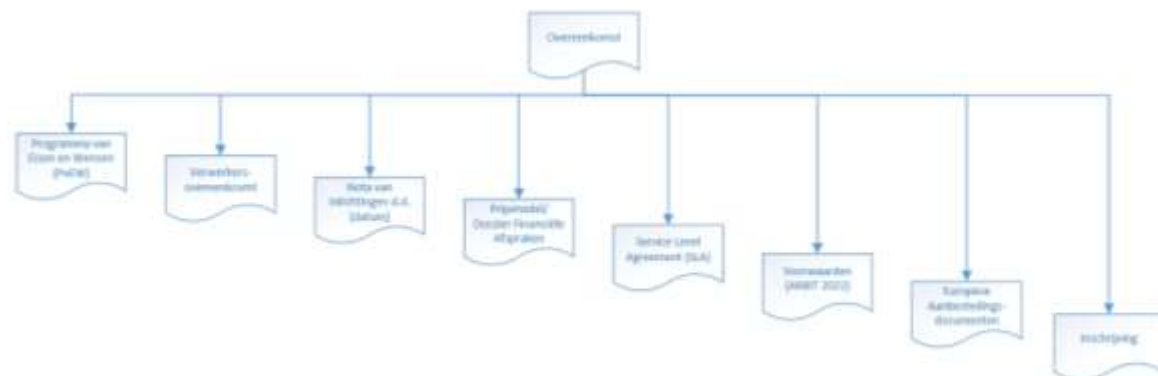 Overeenkomst
Programma van
Eisen en Wensen
(PvEW)
Verwerkers-
overeenkomst
Nota van
Inlichtingen d.d.
(datum)
Prijsmodel/
Dossier Financiële
Afspraken
Service Level
Agreement (SLA)
Voorwaarden
(ARBIT 2022)
Europese
Aanbestedings-
documenten
Inschrijving